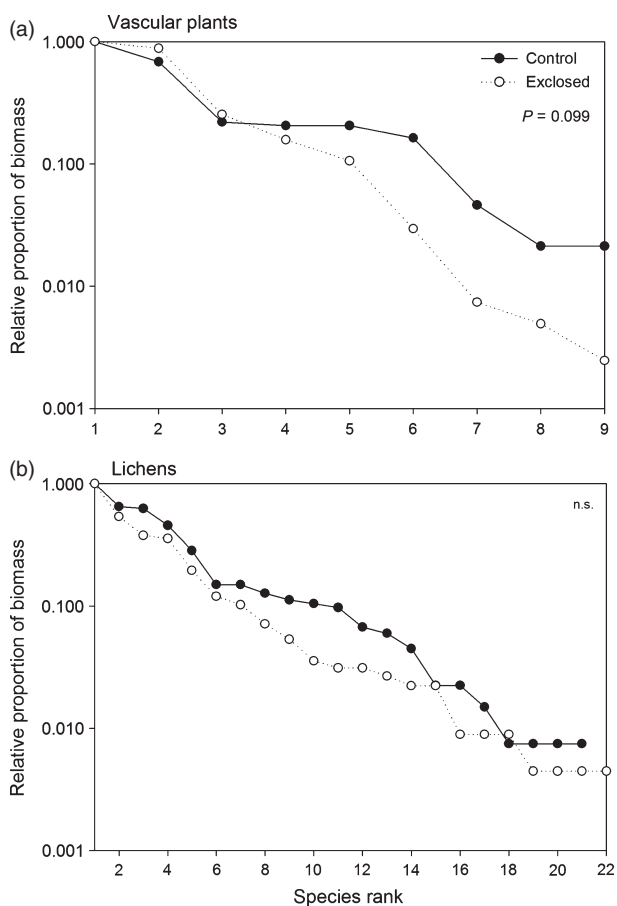 (a)
Vascular plants
1.000
0.100
0.010
0.001
Relative proportion of biomass
Control
Exclosed
P = 0.099
1 2 3 4 5 6 7 8 9
(b)
Lichens
1.000
0.100
0.010
0.001
Relative proportion of biomass
n.s.
2 4 6 8 10 12 14 16 18 20 22
Species rank